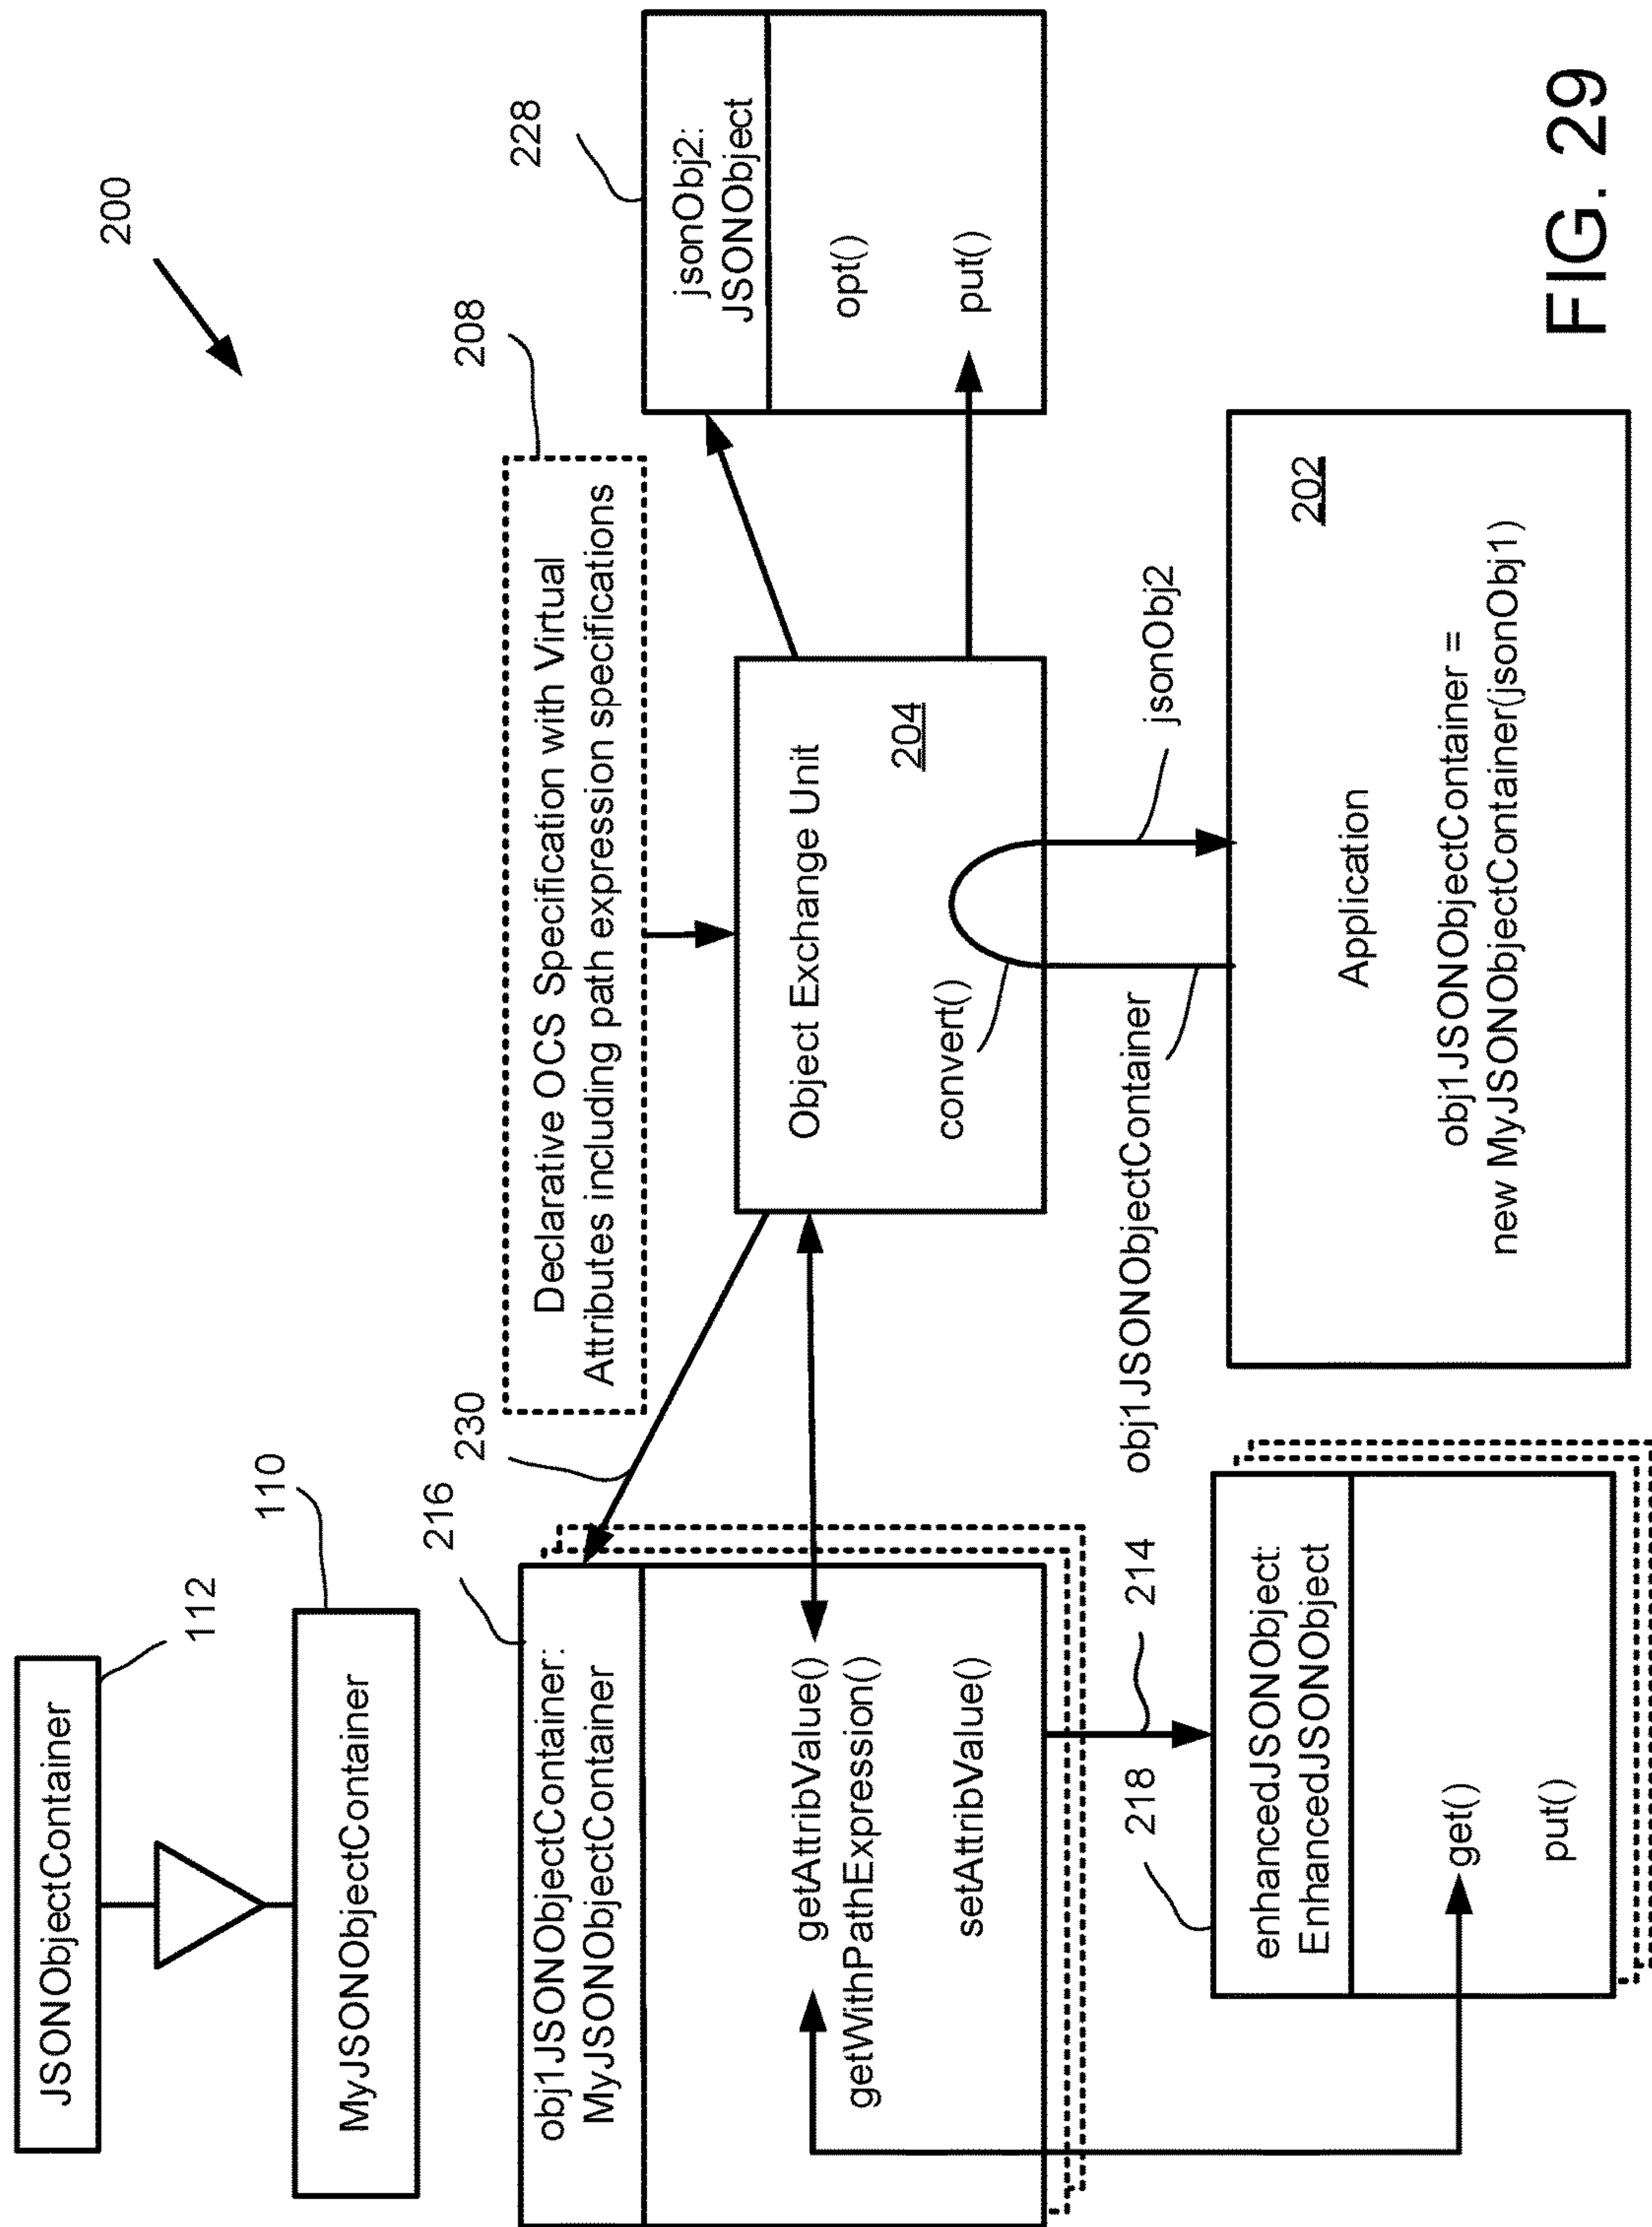 200
JSONObjectContainer
112
MyJSONObjectContainer
110
208
Declarative OCS Specification with Virtual
Attributes including path expression specifications
230
216
obj1JSONObjectContainer:
MyJSONObjectContainer
getAttribValue()
getWithPathExpression()
setAttribValue()
Object Exchange Unit
204
convert()
228
jsonObj2:
JSONObject
opt()
put()
obj1JSONObjectContainer
jsonObj2
218
214
enhancedJSONObject:
EnhancedJSONObject
get()
put()
202
Application
obj1JSONObjectContainer =
new MyJSONObjectContainer(jsonObj1)
FIG. 29